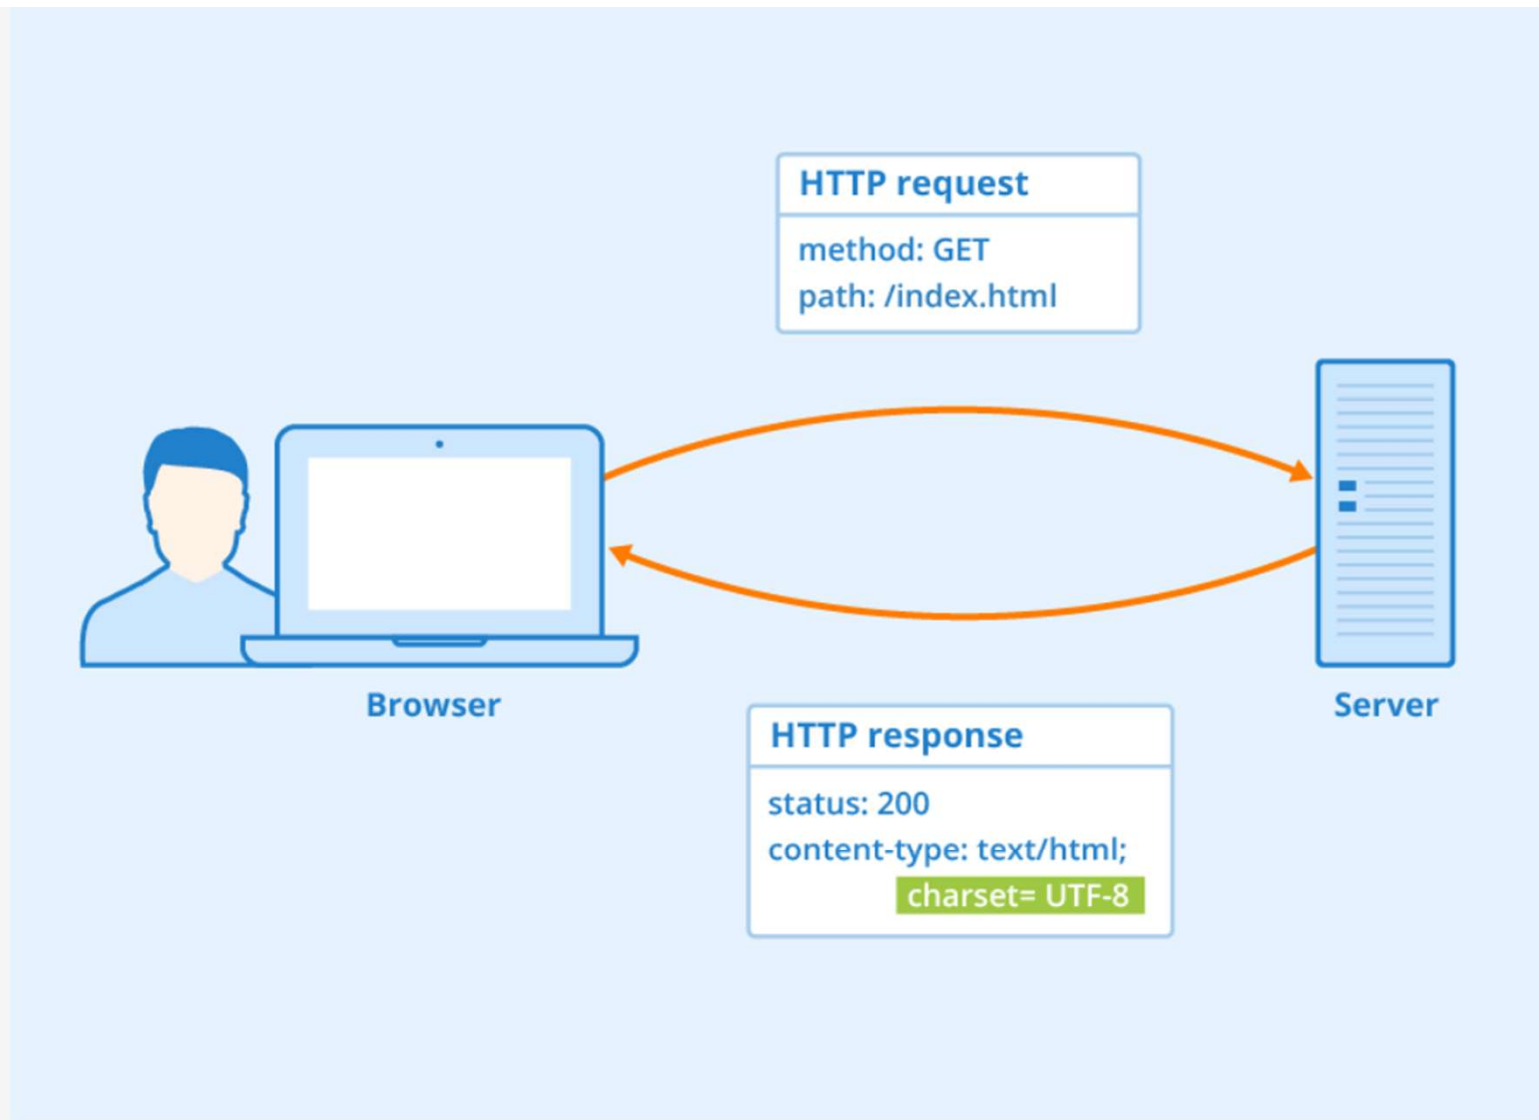 HTTP request
method: GET
path: /index.html
Browser
Server
HTTP response
status: 200
content-type: text/html;
charset= UTF-8